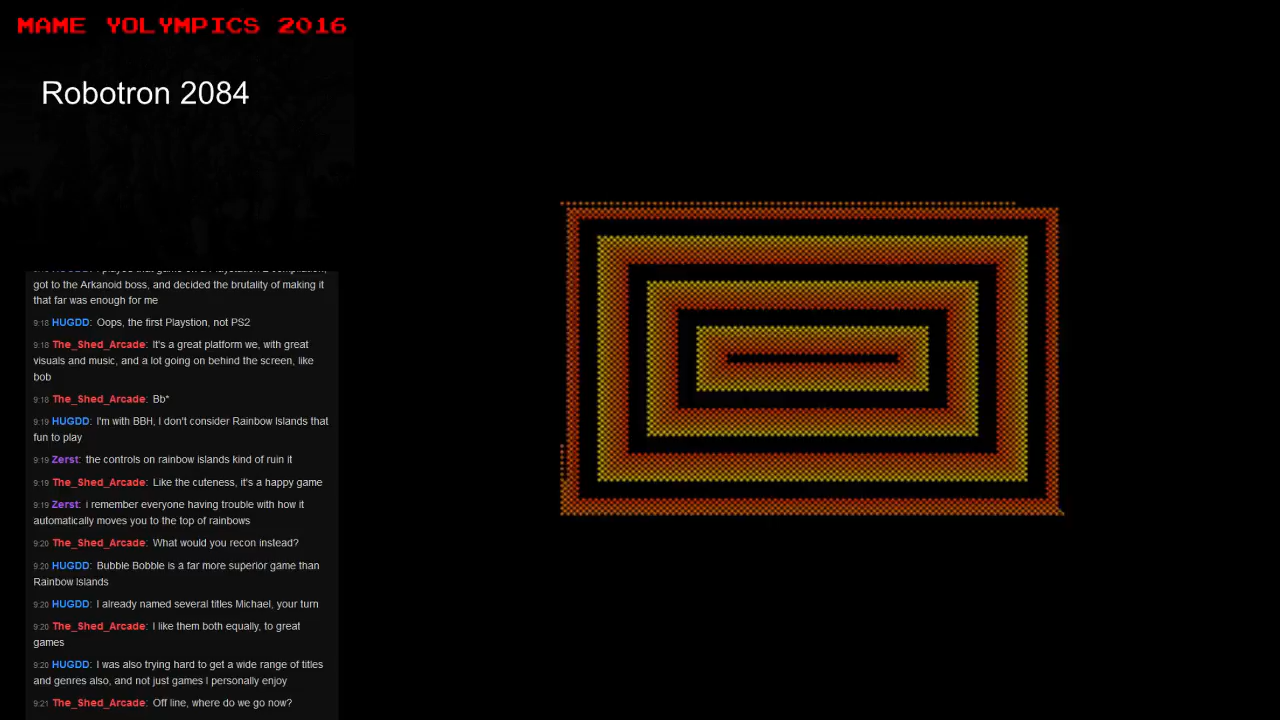 MAME YOLYMPICS 2016
Robotron 2084
got to the Arkanoid boss, and decided the brutality of making it
that far was enough for me
9:18 HUGDD: Oops, the first Playstion, not PS2
9:18 The_Shed_Arcade: It's a great platform we, with great
visuals and music, and a lot going on behind the screen, like
bob
9:18 The_Shed_Arcade: Bb*
9:19 HUGDD: I'm with BBH, I don't consider Rainbow Islands that
fun to play
9:19 Zerst: the controls on rainbow islands kind of ruin it
9:19 The_Shed_Arcade: Like the cuteness, it's a happy game
9:19 Zerst: i remember everyone having trouble with how it
automatically moves you to the top of rainbows
9:20 The_Shed_Arcade: What would you recon instead?
9:20 HUGDD: Bubble Bobble is a far more superior game than
Rainbow Islands
9:20 HUGDD: I already named several titles Michael, your turn
9:20 The_Shed_Arcade: I like them both equally, to great
games
9:20 HUGDD: I was also trying hard to get a wide range of titles
and genres also, and not just games I personally enjoy
9:21 The_Shed_Arcade: Off line, where do we go now?